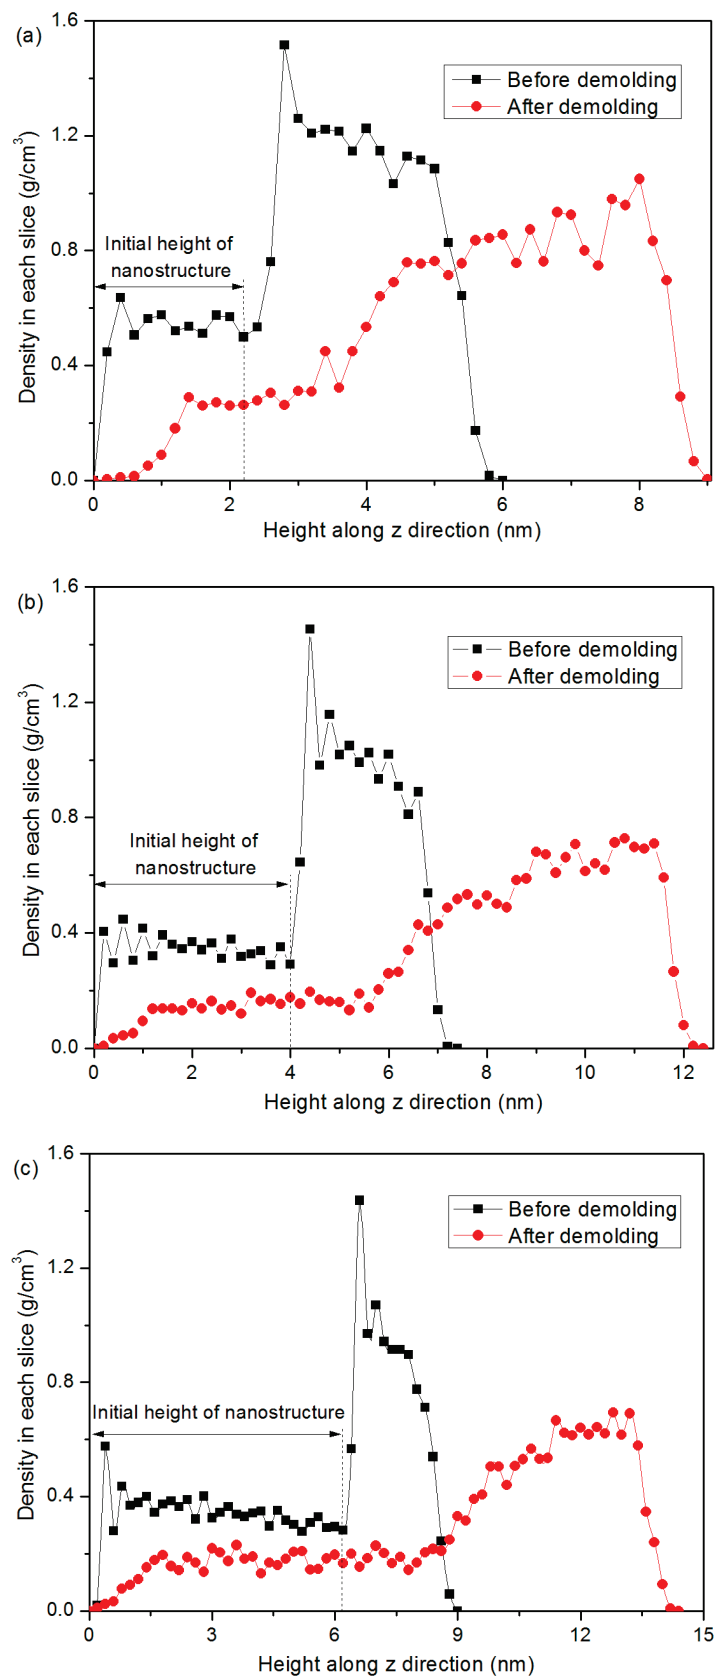 (a)
1.6
1.2
0.8
0.4
0.0
Density in each slice (g/cm³)
Before demolding
After demolding
Initial height of
nanostructure
0 2 4 6 8
Height along z direction (nm)
(b)
1.6
1.2
0.8
0.4
0.0
Density in each slice (g/cm³)
Before demolding
After demolding
Initial height of
nanostructure
0 2 4 6 8 10 12
Height along z direction (nm)
(c)
1.6
1.2
0.8
0.4
0.0
Density in each slice (g/cm³)
Before demolding
After demolding
Initial height of nanostructure
0 3 6 9 12 15
Height along z direction (nm)